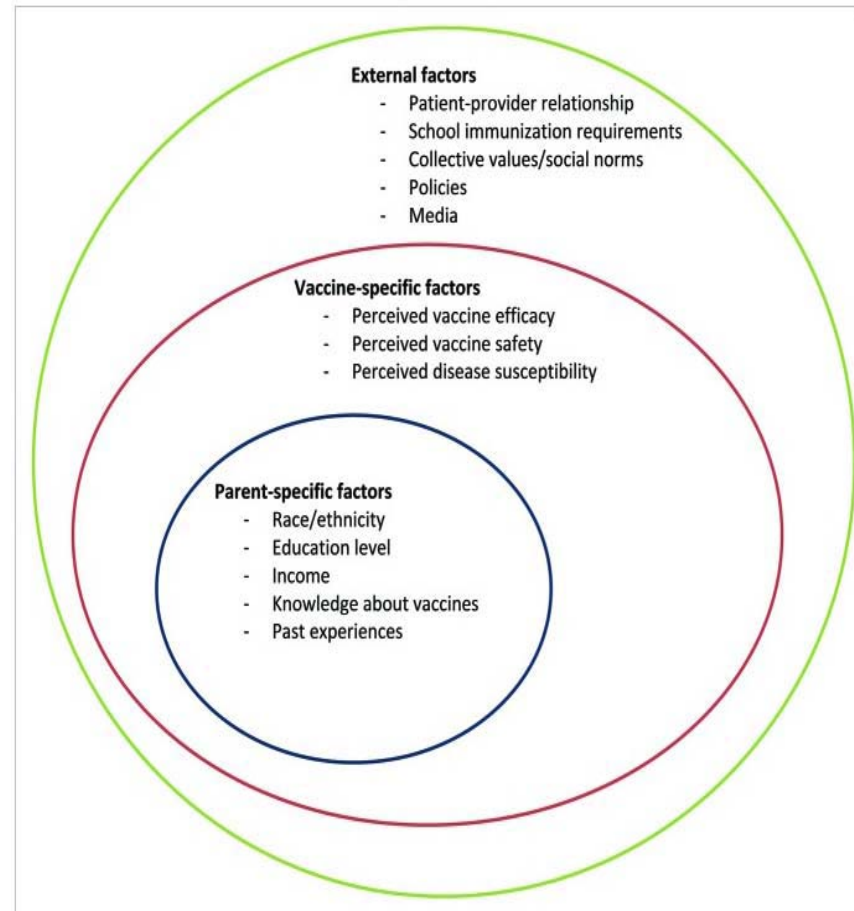 External factors
- Patient-provider relationship
- School immunization requirements
- Collective values/social norms
- Policies
- Media
Vaccine-specific factors
- Perceived vaccine efficacy
- Perceived vaccine safety
- Perceived disease susceptibility
Parent-specific factors
- Race/ethnicity
- Education level
- Income
- Knowledge about vaccines
- Past experiences